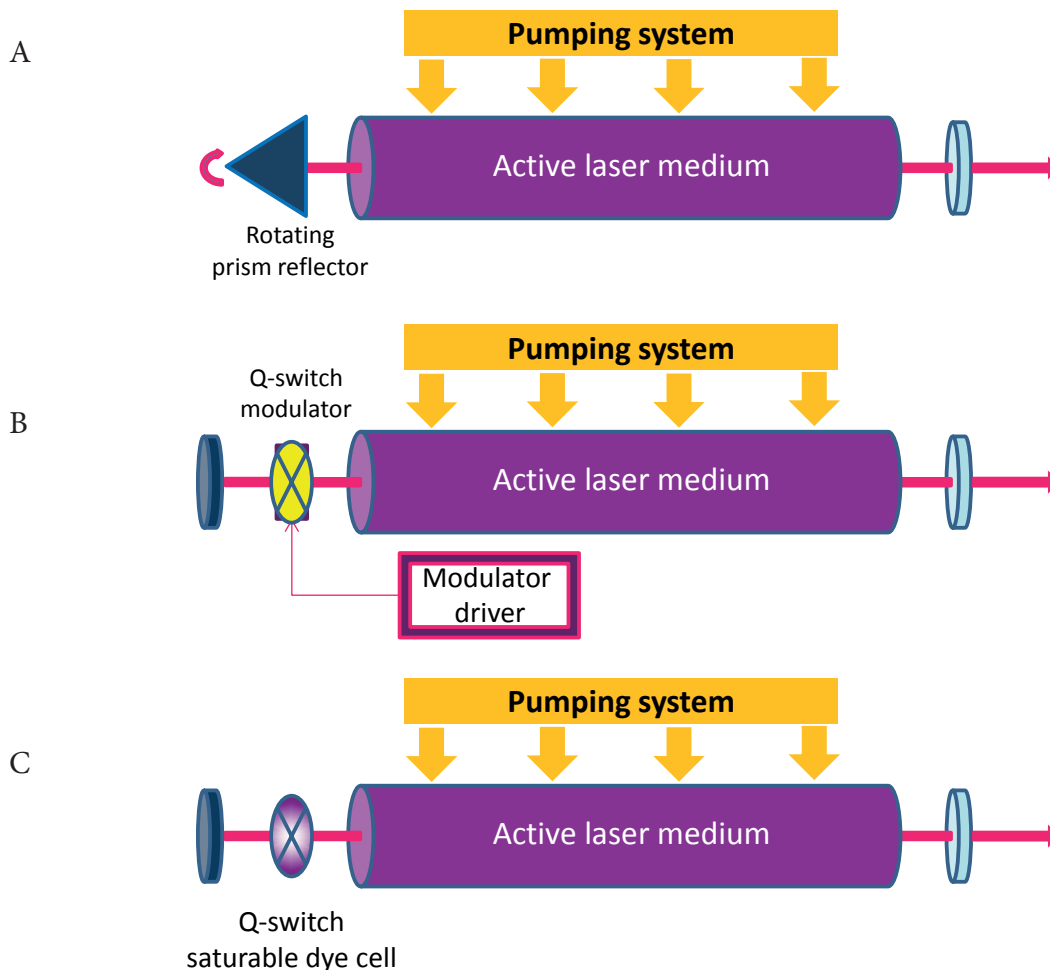 A
Pumping system
Active laser medium
Rotating
prism reflector
B
Pumping system
Q-switch
modulator
Active laser medium
Modulator
driver
C
Pumping system
Active laser medium
Q-switch
saturable dye cell